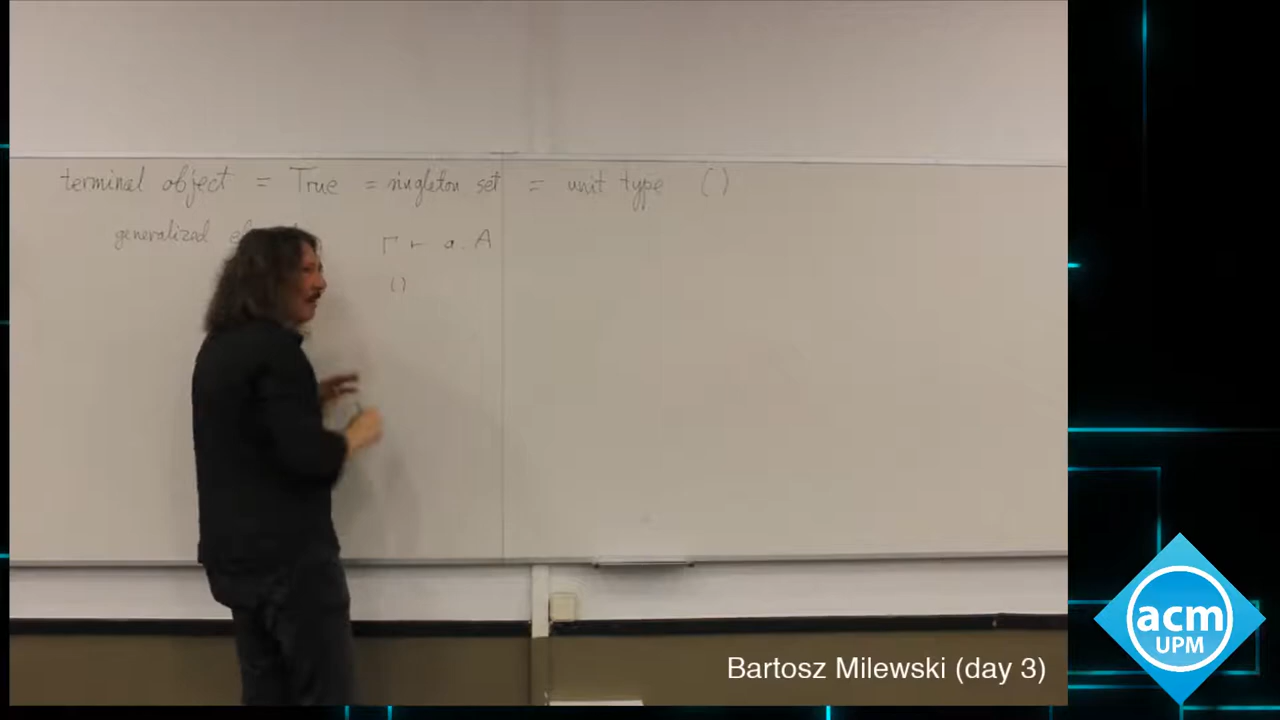 terminal object = True = singleton set = unit type ()
generalized Γ ⊢ a : A
()
acm
UPM
Bartosz Milewski (day 3)